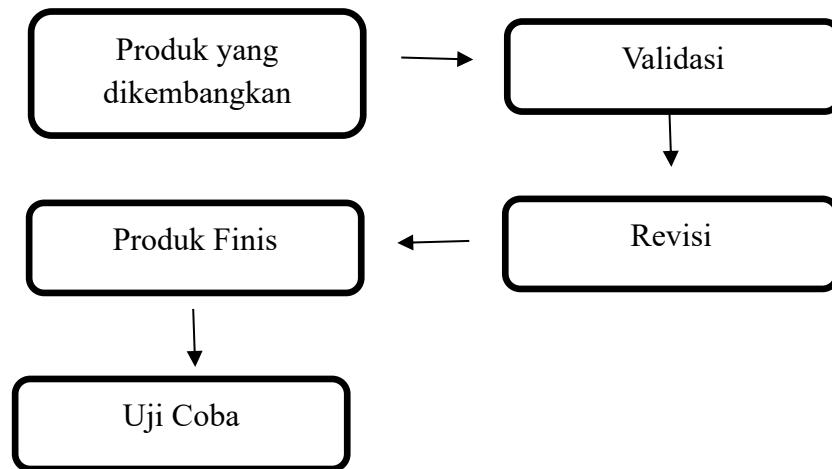 Produk yang
dikembangkan
Validasi
Revisi
Produk Finis
Uji Coba